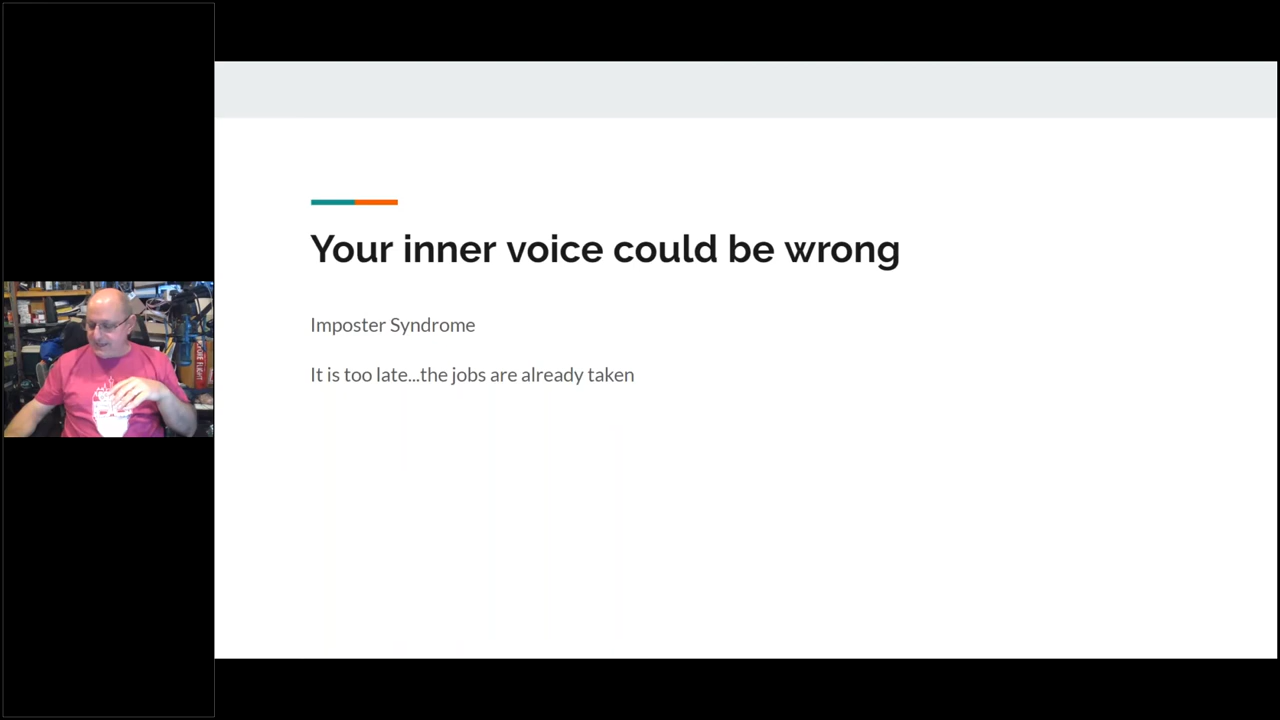 Your inner voice could be wrong
Imposter Syndrome
It is too late...the jobs are already taken